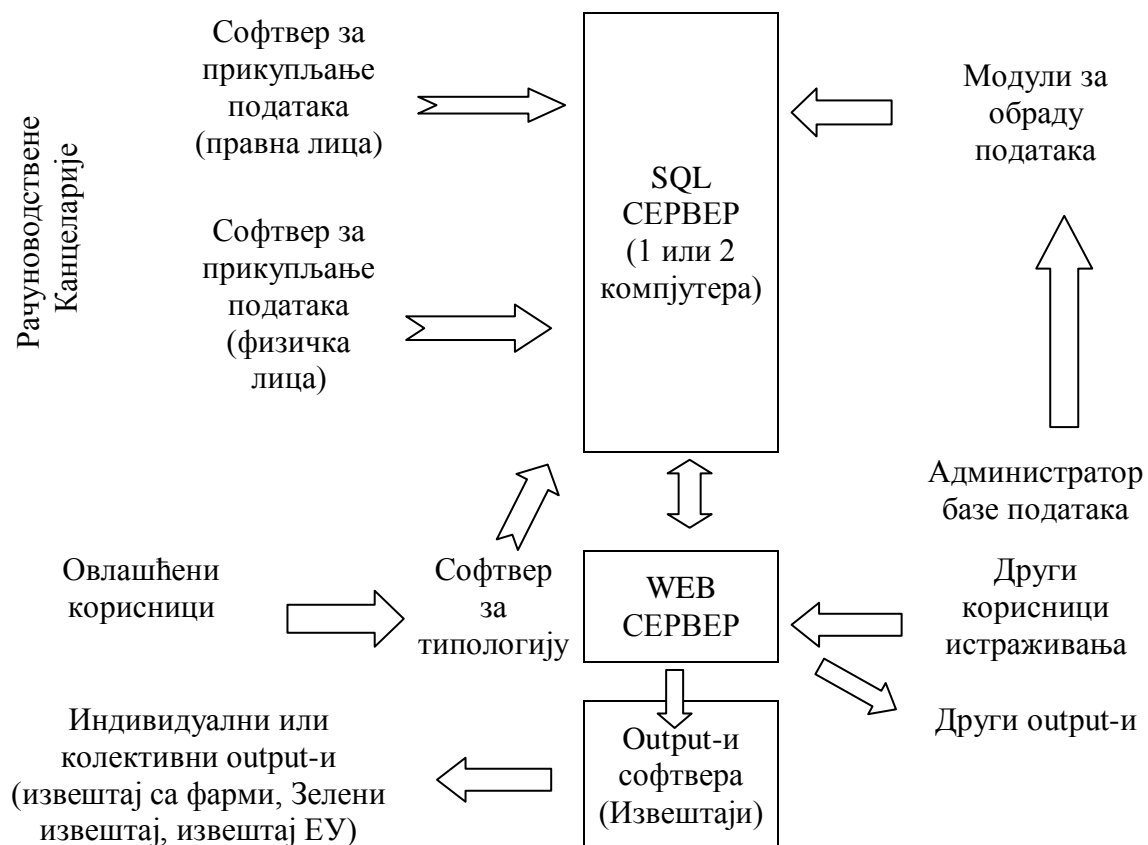 Рачуноводствене
Канцеларије
Софтвер за
прикупљање
података
(правна лица)
SQL
СЕРВЕР
(1 или 2
компјутера)
Модули за
обраду
података
Софтвер за
прикупљање
података
(физичка
лица)
Администратор
базе података
Овлашћени
корисници
Софтвер
за
типологију
WEB
СЕРВЕР
Други
корисници
истраживања
Индивидуални или
колективни output-и
(извештај са фарми, Зелени
извештај, извештај ЕУ)
Output-и
софтвера
(Извештаји)
Други output-и